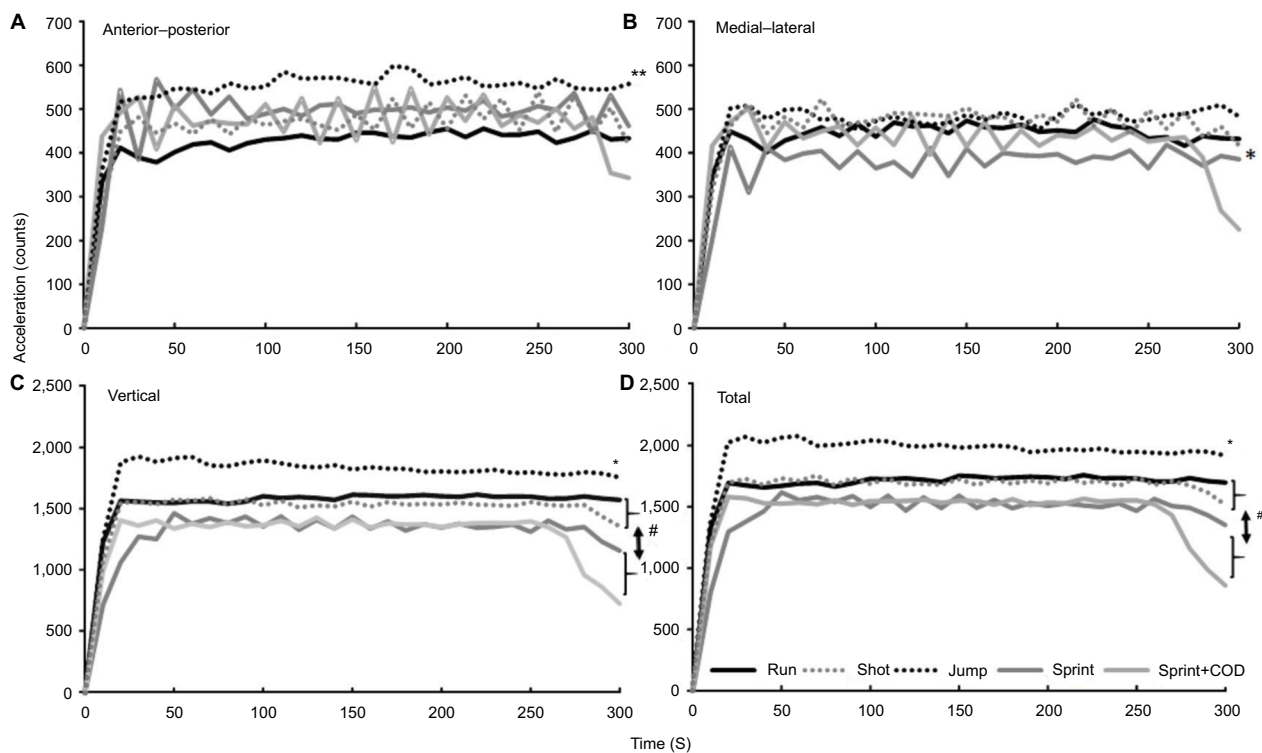 A
Anterior–posterior
700
600
500
400
300
200
100
0
0 50 100 150 200 250 300
**
B
Medial–lateral
700
600
500
400
300
200
100
0
0 50 100 150 200 250 300
*
Acceleration (counts)
C
Vertical
2,500
2,000
1,500
1,000
500
0
0 50 100 150 200 250 300
*
#
D
Total
2,500
2,000
1,500
1,000
500
0
0 50 100 150 200 250 300
*
#
Run Shot Jump Sprint Sprint+COD
Time (S)